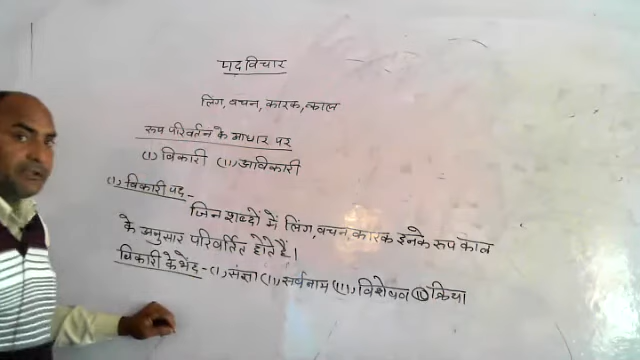 पद विचार
लिंग, वचन, कारक, काल
रूप परिवर्तन के आधार पर
(i) विकारी (ii) अविकारी
(i) विकारी पद -
जिन शब्दों में लिंग, वचन, कारक इनके रूप काल
के अनुसार परिवर्तित होते हैं।
विकारी के भेद - (i) संज्ञा (ii) सर्वनाम (iii) विशेषण (iv) क्रिया